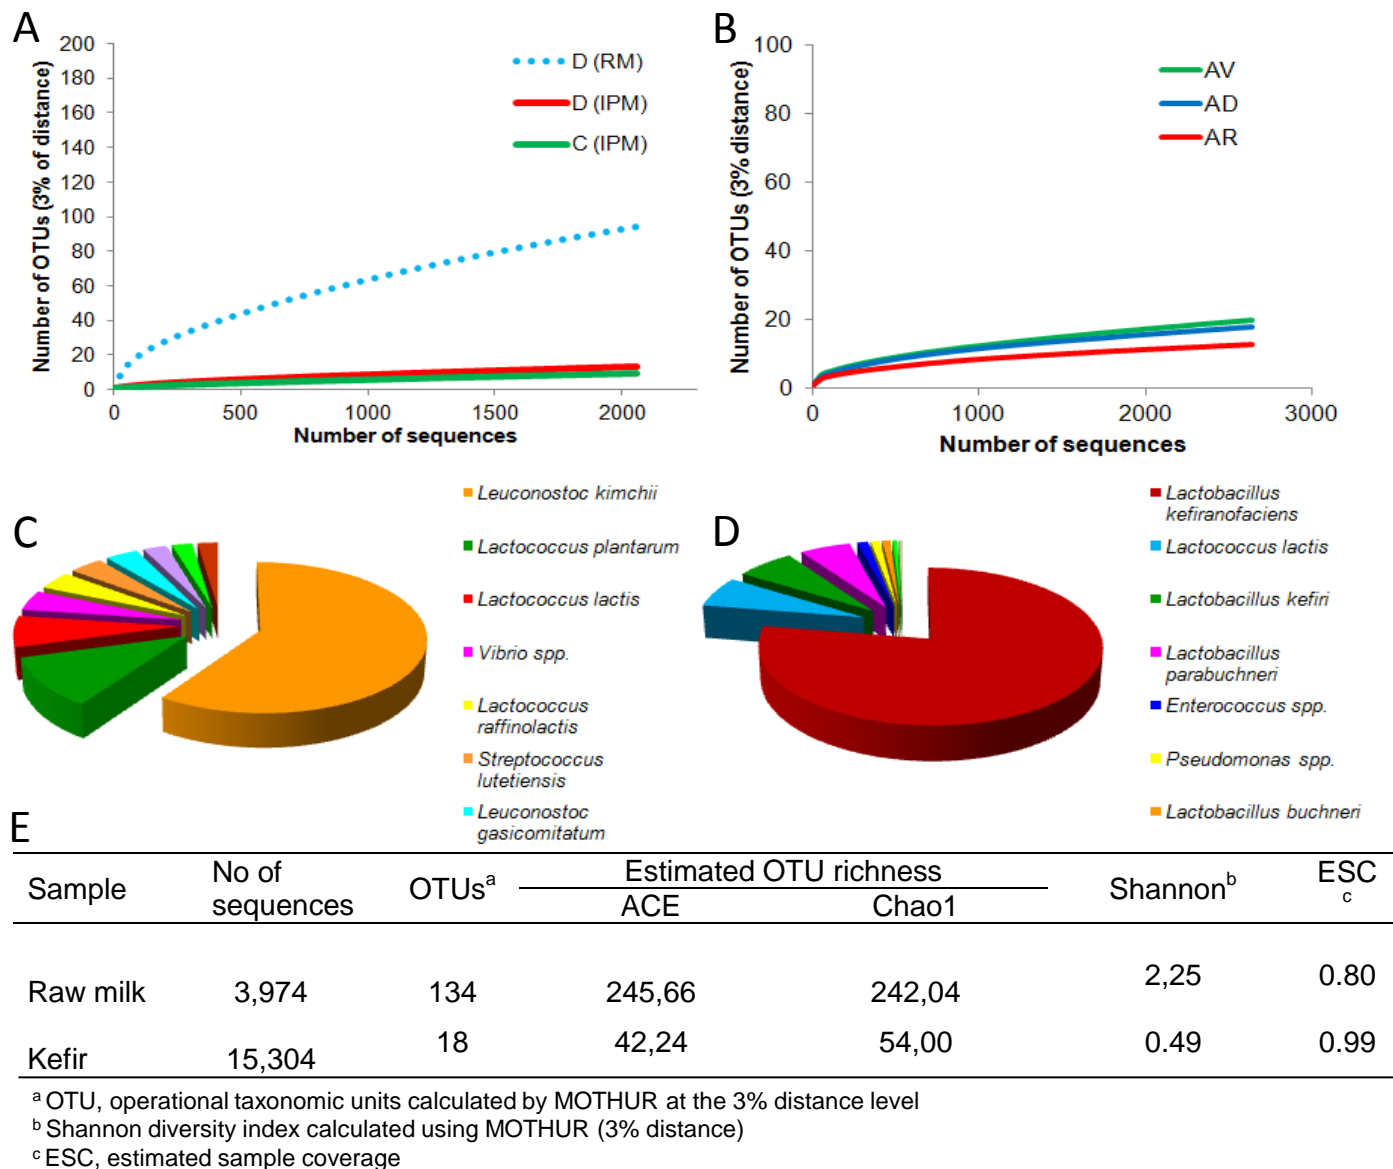 A
Number of OTUs (3% of distance)
200
180
160
140
120
100
80
60
40
20
0
0
500
1000
1500
2000
Number of sequences
D (RM)
D (IPM)
C (IPM)
B
Number of OTUs (3% distance)
100
80
60
40
20
0
0
1000
2000
3000
Number of sequences
AV
AD
AR
C
Leuconostoc kimchii
Lactococcus plantarum
Lactococcus lactis
Vibrio spp.
Lactococcus
raffinolactis
Streptococcus
lutetiensis
Leuconostoc
gasicomitatum
D
Lactobacillus
kefiranofaciens
Lactococcus lactis
Lactobacillus kefiri
Lactobacillus
parabuchneri
Enterococcus spp.
Pseudomonas spp.
Lactobacillus buchneri
E
Sample No of sequences OTUsᵃ Estimated OTU richness Shannonᵇ ESC ᶜ
ACE Chao1
Raw milk 3,974 134 245,66 242,04 2,25 0.80
Kefir 15,304 18 42,24 54,00 0.49 0.99
ᵃ OTU, operational taxonomic units calculated by MOTHUR at the 3% distance level
ᵇ Shannon diversity index calculated using MOTHUR (3% distance)
ᶜ ESC, estimated sample coverage